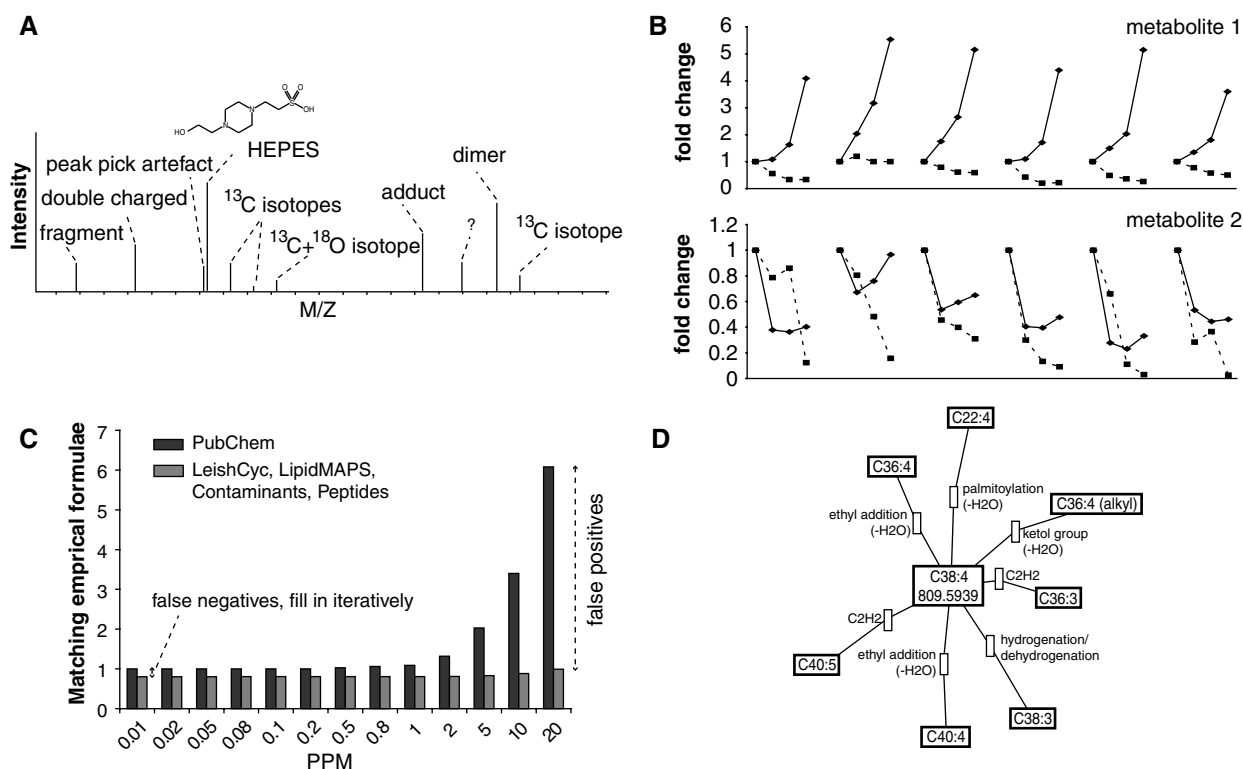 A
HO
N
N
S
O
O
OH
HEPES
peak pick artefact
double charged
fragment
13C isotopes
13C+18O isotope
adduct
?
dimer
13C isotope
Intensity
M/Z
B
metabolite 1
fold change
6
5
4
3
2
1
0
metabolite 2
fold change
1.2
1
0.8
0.6
0.4
0.2
0
C
Matching emprical formulae
7
6
5
4
3
2
1
0
PubChem
LeishCyc, LipidMAPS,
Contaminants, Peptides
false negatives, fill in iteratively
false positives
0.01 0.02 0.05 0.08 0.1 0.2 0.5 0.8 1 2 5 10 20
PPM
D
C22:4
C36:4
palmitoylation
(-H2O)
C36:4 (alkyl)
ethyl addition
(-H2O)
ketol group
(-H2O)
C38:4
809.5939
C2H2
C36:3
C2H2
hydrogenation/
dehydrogenation
C40:5
ethyl addition
(-H2O)
C38:3
C40:4